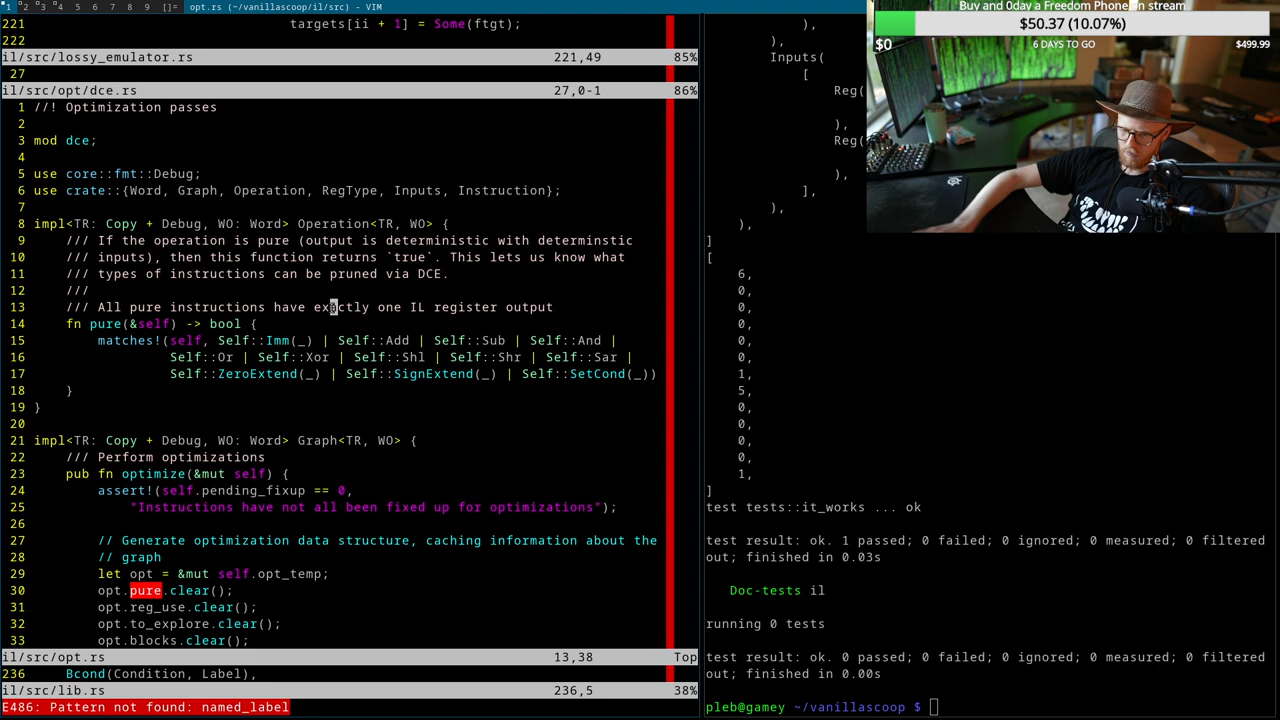 1 2 3 4 5 6 7 8 9 []= opt.rs (~/vanillascoop/il/src) - VIM
221                                 targets[ii + 1] = Some(ftgt);
222
il/src/lossy_emulator.rs 221,49 85%
27
il/src/opt/dce.rs 27,0-1 86%
1 //! Optimization passes
2
3 mod dce;
4
5 use core::fmt::Debug;
6 use crate::{Word, Graph, Operation, RegType, Inputs, Instruction};
7
8 impl<TR: Copy + Debug, WO: Word> Operation<TR, WO> {
9     /// If the operation is pure (output is deterministic with determinstic
10     /// inputs), then this function returns `true`. This lets us know what
11     /// types of instructions can be pruned via DCE.
12     ///
13     /// All pure instructions have exactly one IL register output
14     fn pure(&self) -> bool {
15         matches!(self, Self::Imm(_) | Self::Add | Self::Sub | Self::And |
16                  Self::Or | Self::Xor | Self::Shl | Self::Shr | Self::Sar |
17                  Self::ZeroExtend(_) | Self::SignExtend(_) | Self::SetCond(_))
18     }
19 }
20
21 impl<TR: Copy + Debug, WO: Word> Graph<TR, WO> {
22     /// Perform optimizations
23     pub fn optimize(&mut self) {
24         assert!(self.pending_fixup == 0,
25             "Instructions have not all been fixed up for optimizations");
26
27         // Generate optimization data structure, caching information about the
28         // graph
29         let opt = &mut self.opt_temp;
30         opt.pure.clear();
31         opt.reg_use.clear();
32         opt.to_explore.clear();
33         opt.blocks.clear();
il/src/opt.rs 13,38 Top
236     Bcond(Condition, Label),
il/src/lib.rs 236,5 38%
E486: Pattern not found: named_label
),
),
Inputs(
[
Reg(
),
Reg(
),
],
),
),
]
[
6,
0,
0,
0,
0,
0,
1,
5,
0,
0,
0,
0,
1,
]
test tests::it_works ... ok
test result: ok. 1 passed; 0 failed; 0 ignored; 0 measured; 0 filtered
out; finished in 0.03s
Doc-tests il
running 0 tests
test result: ok. 0 passed; 0 failed; 0 ignored; 0 measured; 0 filtered
out; finished in 0.00s
pleb@gamey ~/vanillascoop $
Buy and 0day a Freedom Phone on stream
$50.37 (10.07%)
$0 6 DAYS TO GO $499.99